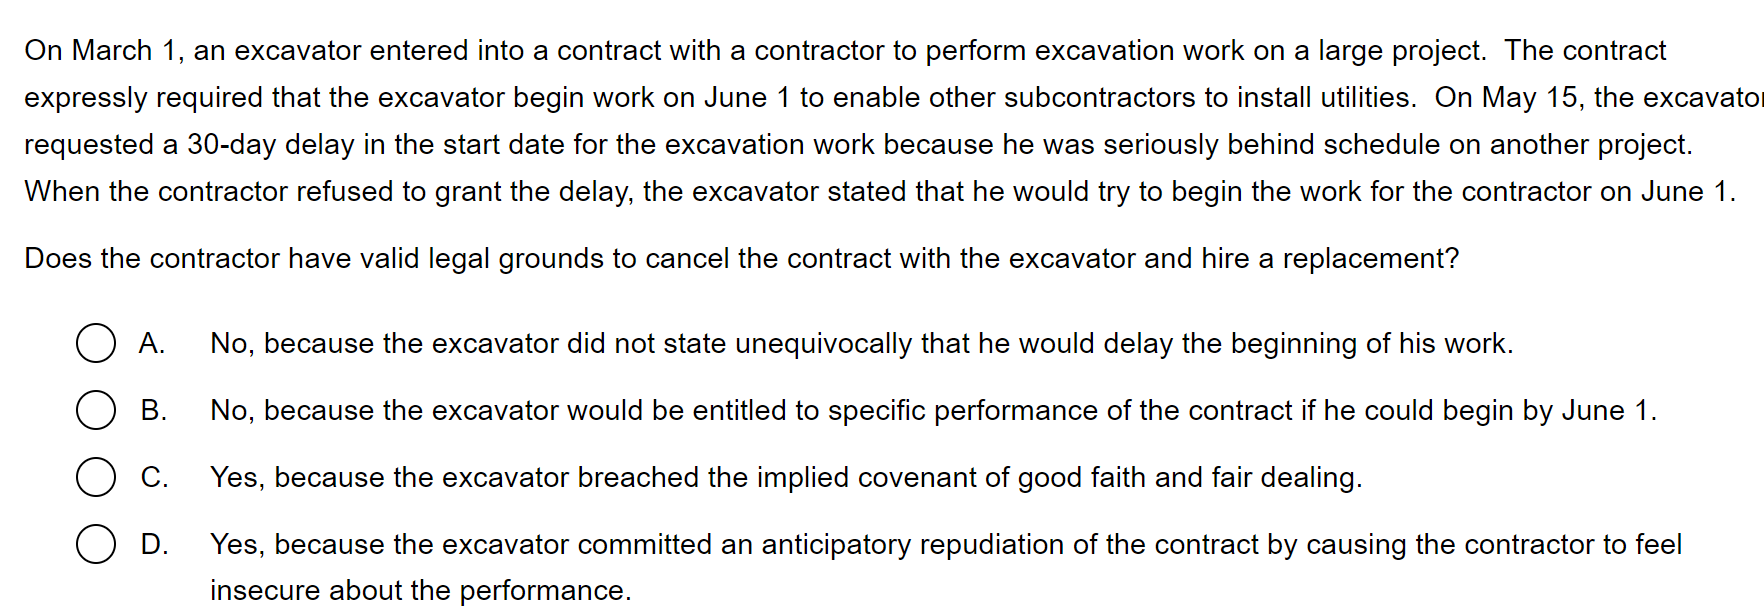 On March 1, an excavator entered into a contract with a contractor to perform excavation work on a large project.  The contract
expressly required that the excavator begin work on June 1 to enable other subcontractors to install utilities.  On May 15, the excavator
requested a 30-day delay in the start date for the excavation work because he was seriously behind schedule on another project.
When the contractor refused to grant the delay, the excavator stated that he would try to begin the work for the contractor on June 1.
Does the contractor have valid legal grounds to cancel the contract with the excavator and hire a replacement?
A. No, because the excavator did not state unequivocally that he would delay the beginning of his work.
B. No, because the excavator would be entitled to specific performance of the contract if he could begin by June 1.
C. Yes, because the excavator breached the implied covenant of good faith and fair dealing.
D. Yes, because the excavator committed an anticipatory repudiation of the contract by causing the contractor to feel
insecure about the performance.